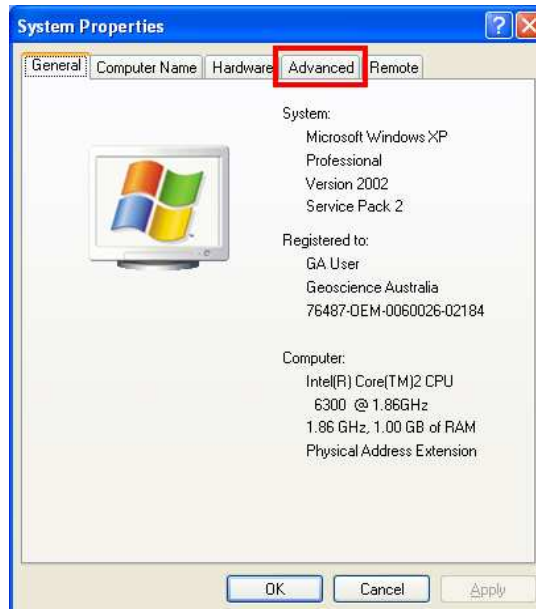 System Properties
General Computer Name Hardware Advanced Remote
System:
Microsoft Windows XP
Professional
Version 2002
Service Pack 2
Registered to:
GA User
Geoscience Australia
76487-OEM-0060026-02184
Computer:
Intel(R) Core(TM)2 CPU
6300 @ 1.86GHz
1.86 GHz, 1.00 GB of RAM
Physical Address Extension
OK Cancel Apply